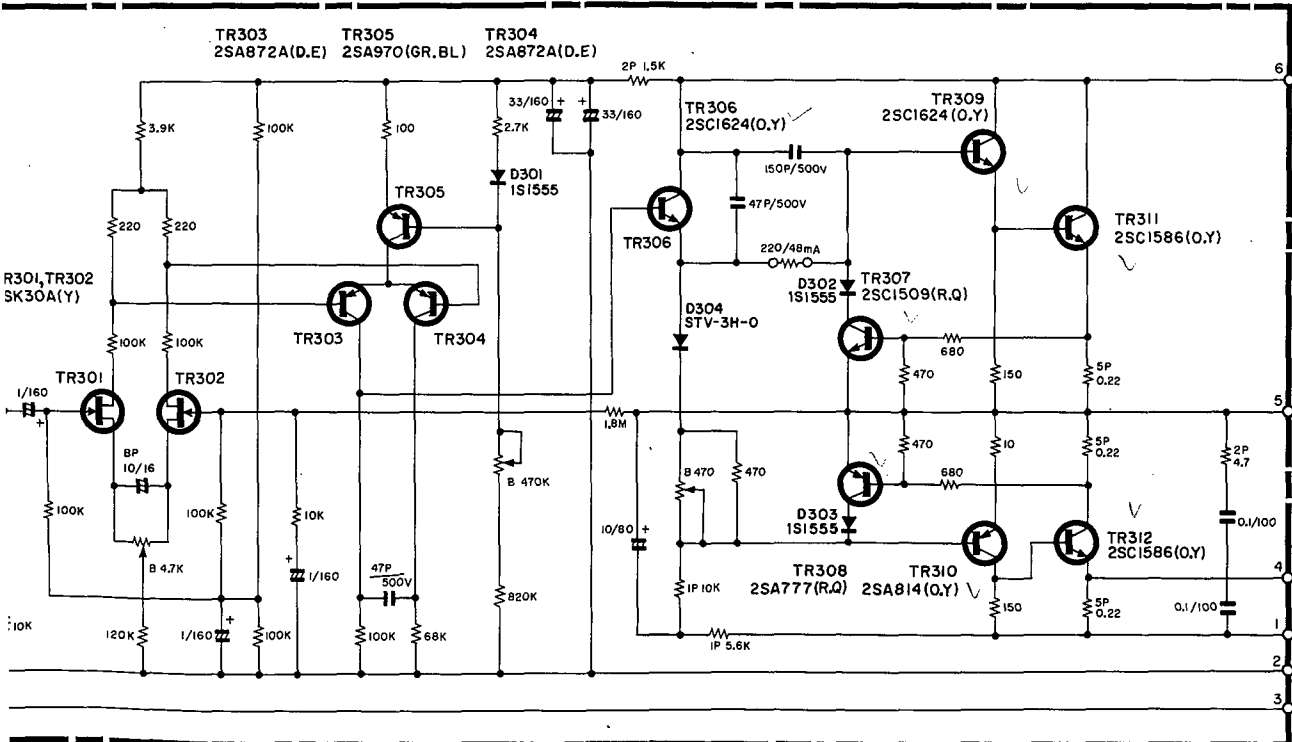 TR303
2SA872A(D.E)
TR305
2SA970(GR.BL)
TR304
2SA872A(D.E)
2P 1.5K
6
33/160 +
+ 33/160
TR306
2SC1624(O.Y)
TR309
2SC1624(O.Y)
3.9K
100K
100
2.7K
150P/500V
D301
1S1555
TR305
47P/500V
220
220
TR306
TR311
2SC1586(O.Y)
220/48mA
R301,TR302
SK30A(Y)
D302
1S1555
TR307
2SC1509(R.Q)
D304
STV-3H-O
TR303
TR304
100K
100K
680
470
150
5P
0.22
TR301
TR302
1/160
+
5
1.8M
BP
10/16
B 470K
B 470
470
470
10
5P
0.22
2P
4.7
680
100K
100K
10K
10/80
+
D303
1S1555
TR312
2SC1586(O.Y)
0.1/100
B 4.7K
+
1/160
47P
500V
TR308
2SA777(R.Q)
TR310
2SA814(O.Y)
4
820K
1P 10K
10K
120K
1/160
+
100K
100K
68K
150
5P
0.22
0.1/100
1
1P 5.6K
2
3